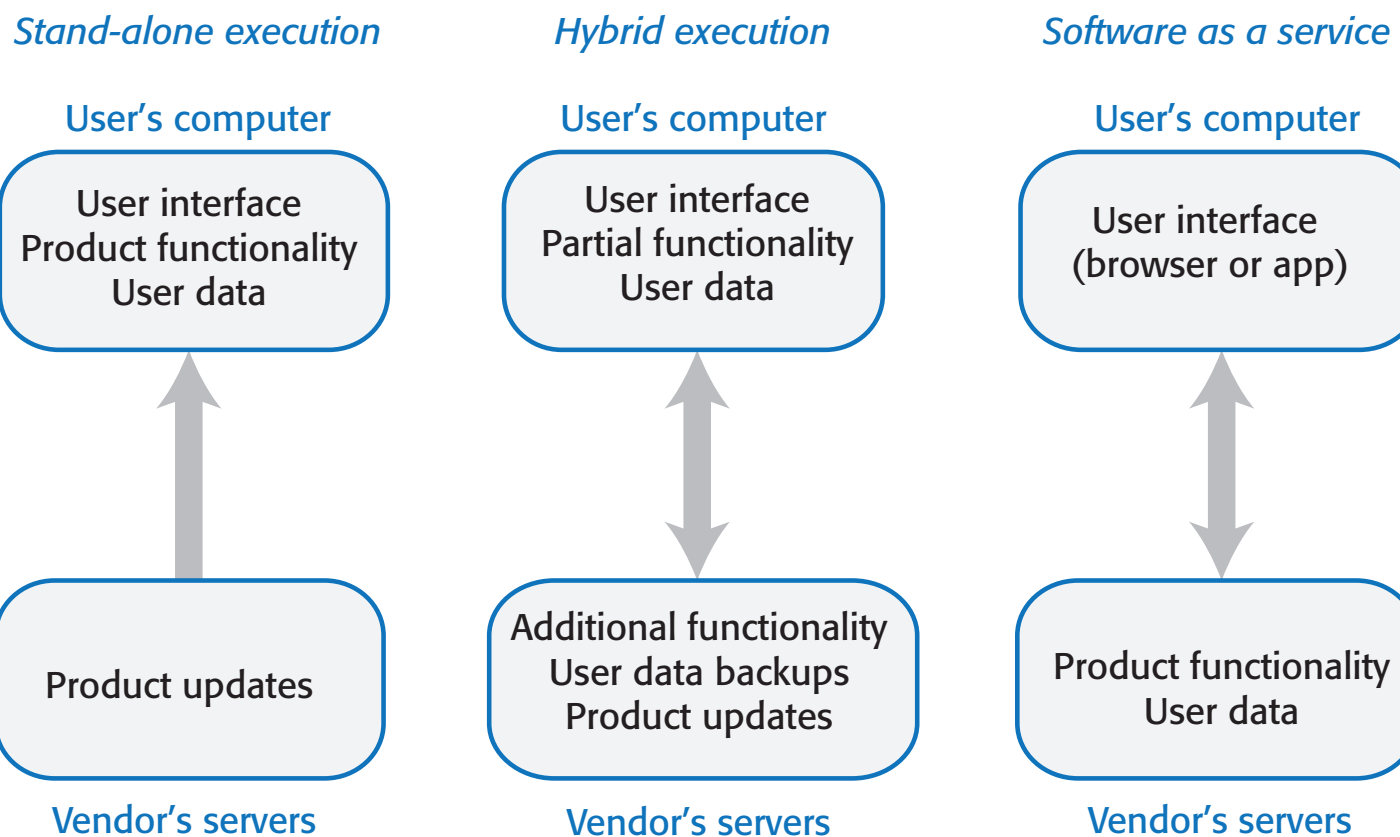 Stand-alone execution
User's computer
User interface
Product functionality
User data
Product updates
Vendor's servers
Hybrid execution
User's computer
User interface
Partial functionality
User data
Additional functionality
User data backups
Product updates
Vendor's servers
Software as a service
User's computer
User interface
(browser or app)
Product functionality
User data
Vendor's servers